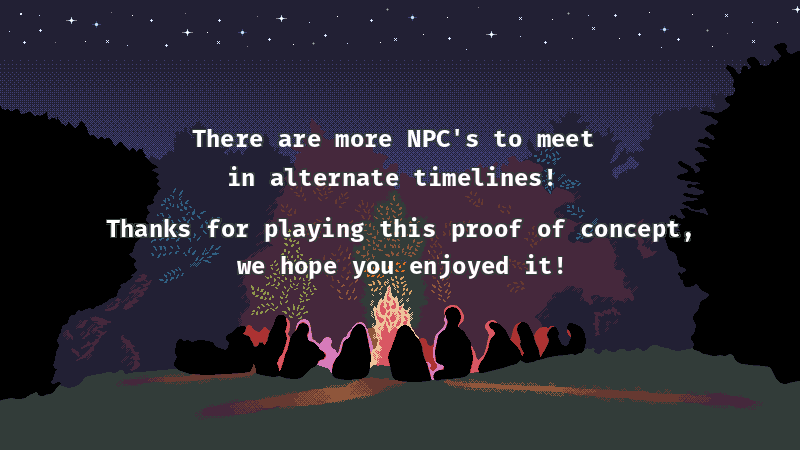 There are more NPC's to meet
in alternate timelines!
Thanks for playing this proof of concept,
we hope you enjoyed it!